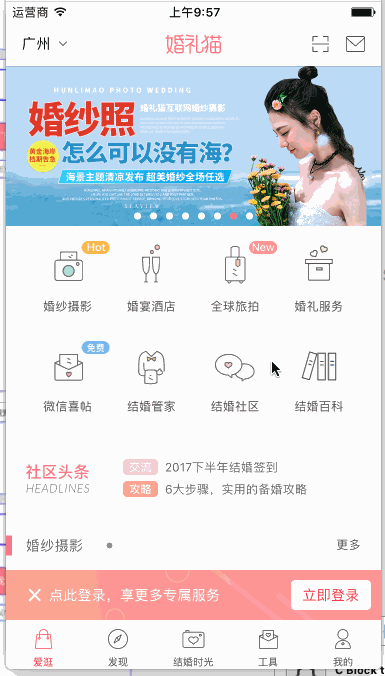 运营商 上午9:57
广州 婚礼猫
HUNLIMAO PHOTO WEDDING
婚纱照 婚礼猫互联网婚纱摄影
黄金海岸
档期告急
怎么可以没有海?
海景主题清凉发布 超美婚纱全场任选
Hot New
婚纱摄影 婚宴酒店 全球旅拍 婚礼服务
免费
微信喜帖 结婚管家 结婚社区 结婚百科
社区头条 交流 2017下半年结婚签到
HEADLINES 攻略 6大步骤，实用的备婚攻略
婚纱摄影 更多
点此登录，享更多专属服务 立即登录
爱逛 发现 结婚时光 工具 我的
C Block t